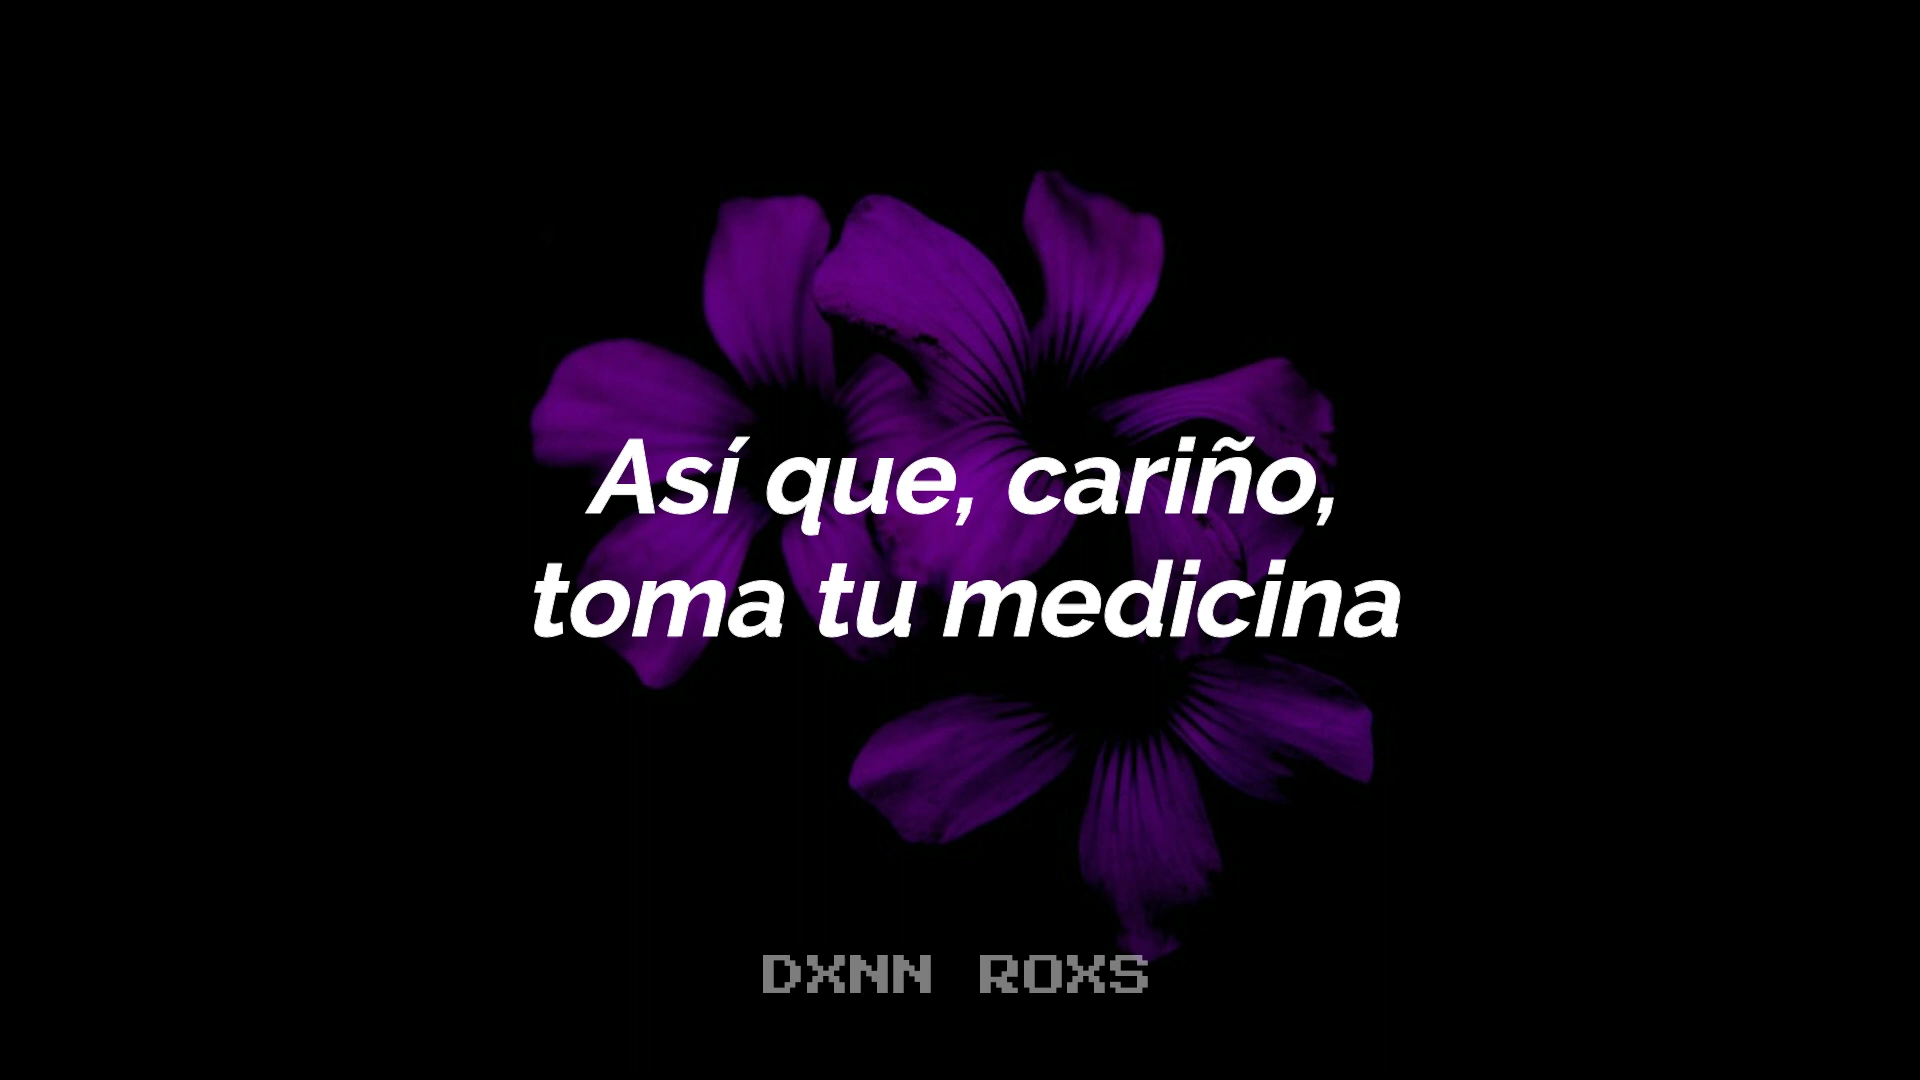 Así que, cariño,
toma tu medicina
DXNN ROXS